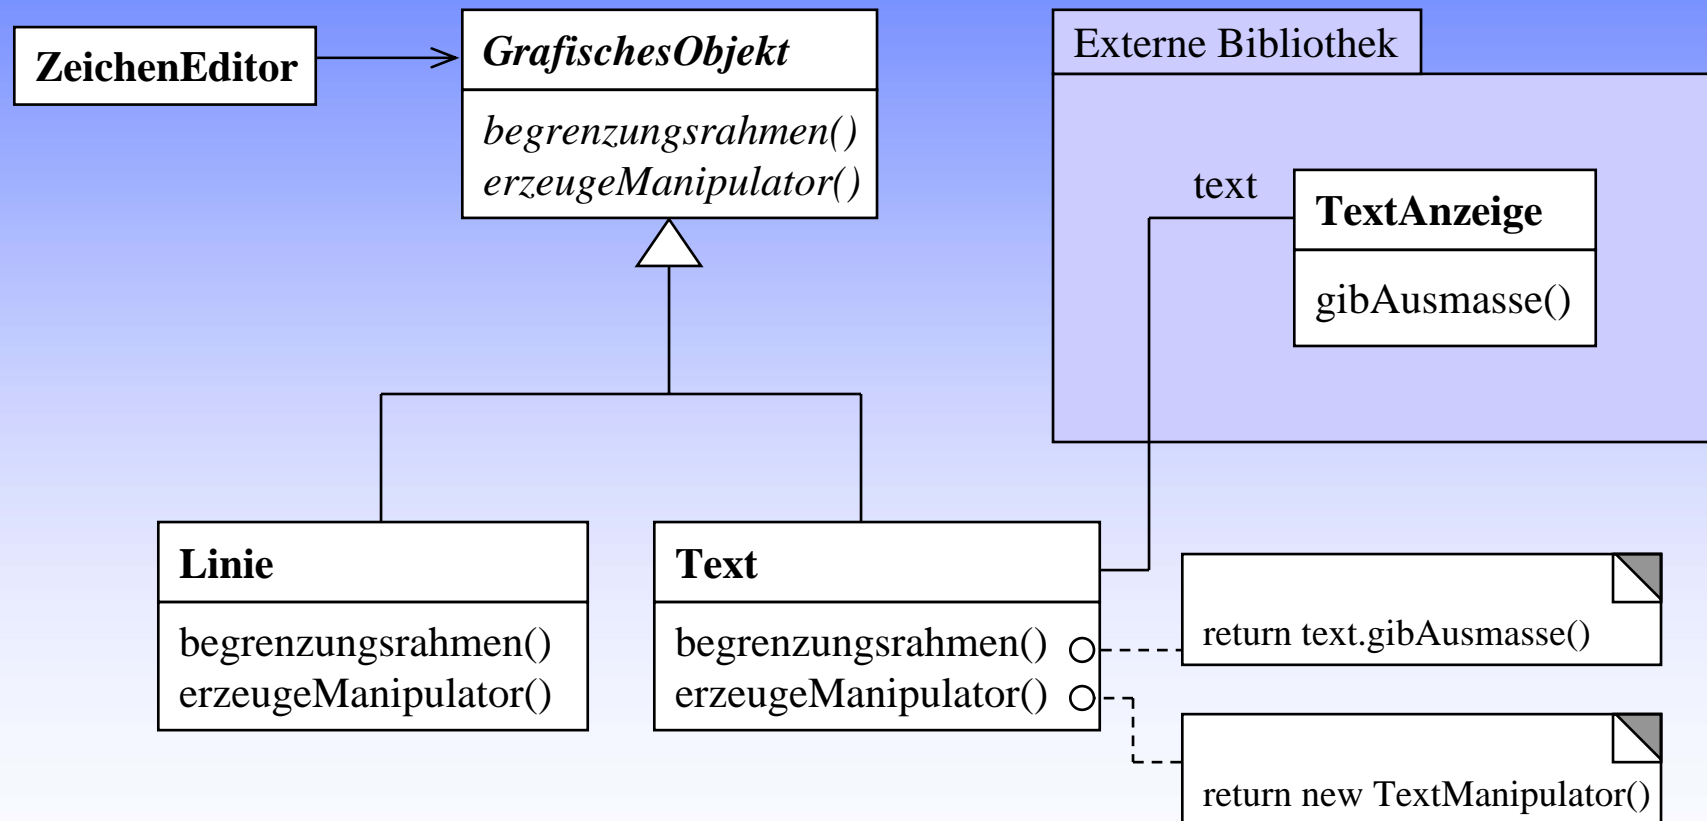 ZeichenEditor
GrafischesObjekt
begrenzungsrahmen()
erzeugeManipulator()
Externe Bibliothek
text
TextAnzeige
gibAusmasse()
Linie
begrenzungsrahmen()
erzeugeManipulator()
Text
begrenzungsrahmen()
erzeugeManipulator()
return text.gibAusmasse()
return new TextManipulator()